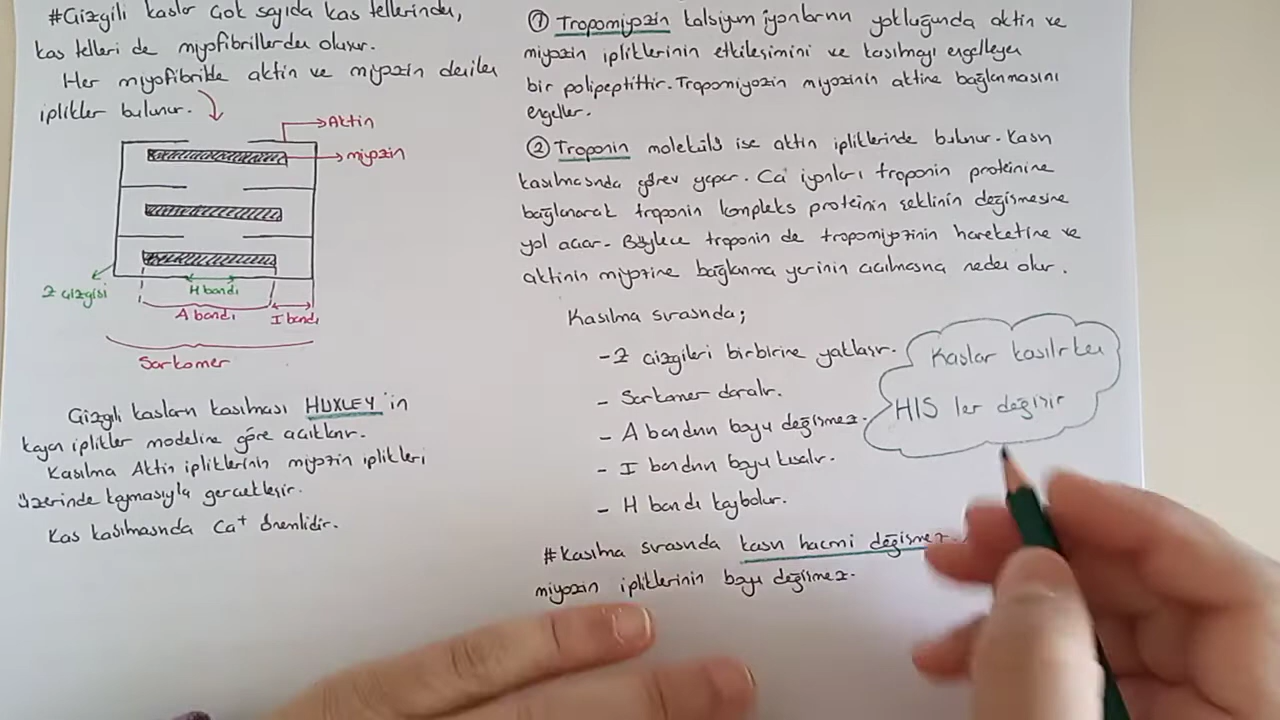 #Çizgili kaslar çok sayıda kas tellerinden,
kas telleri de miyofibrillerden oluşur.
Her miyofibrilde aktin ve miyozin denilen
iplikler bulunur.
Aktin
miyozin
Z çizgisi
H bandı
A bandı
I bandı
Sarkomer
Çizgili kasların kasılması HUXLEY'in
kayan iplikler modeline göre açıklanır.
Kasılma Aktin ipliklerinin miyozin iplikleri
üzerinde kaymasıyla gerçekleşir.
Kas kasılmasında Ca+ önemlidir.
① Tropomiyozin kalsiyum iyonlarının yokluğunda aktin ve
miyozin ipliklerinin etkileşimini ve kasılmayı engelleyen
bir polipeptittir. Tropomiyozin miyozinin aktine bağlanmasını
engeller.
② Troponin molekülü ise aktin ipliklerinde bulunur. Kasın
kasılmasında görev yapar. Ca iyonları troponin proteinine
bağlanarak troponin kompleks proteinin şeklinin değişmesine
yol açar. Böylece troponin de tropomiyozinin hareketine ve
aktinin miyozine bağlanma yerinin açılmasına neden olur.
Kasılma sırasında;
- Z çizgileri birbirine yaklaşır.
- Sarkomer daralır.
- A bandının boyu değişmez.
- I bandının boyu kısalır.
- H bandı kaybolur.
Kaslar kasılırken
HIS ler değişir
#Kasılma sırasında kasın hacmi değişmez.
miyozin ipliklerinin boyu değişmez.